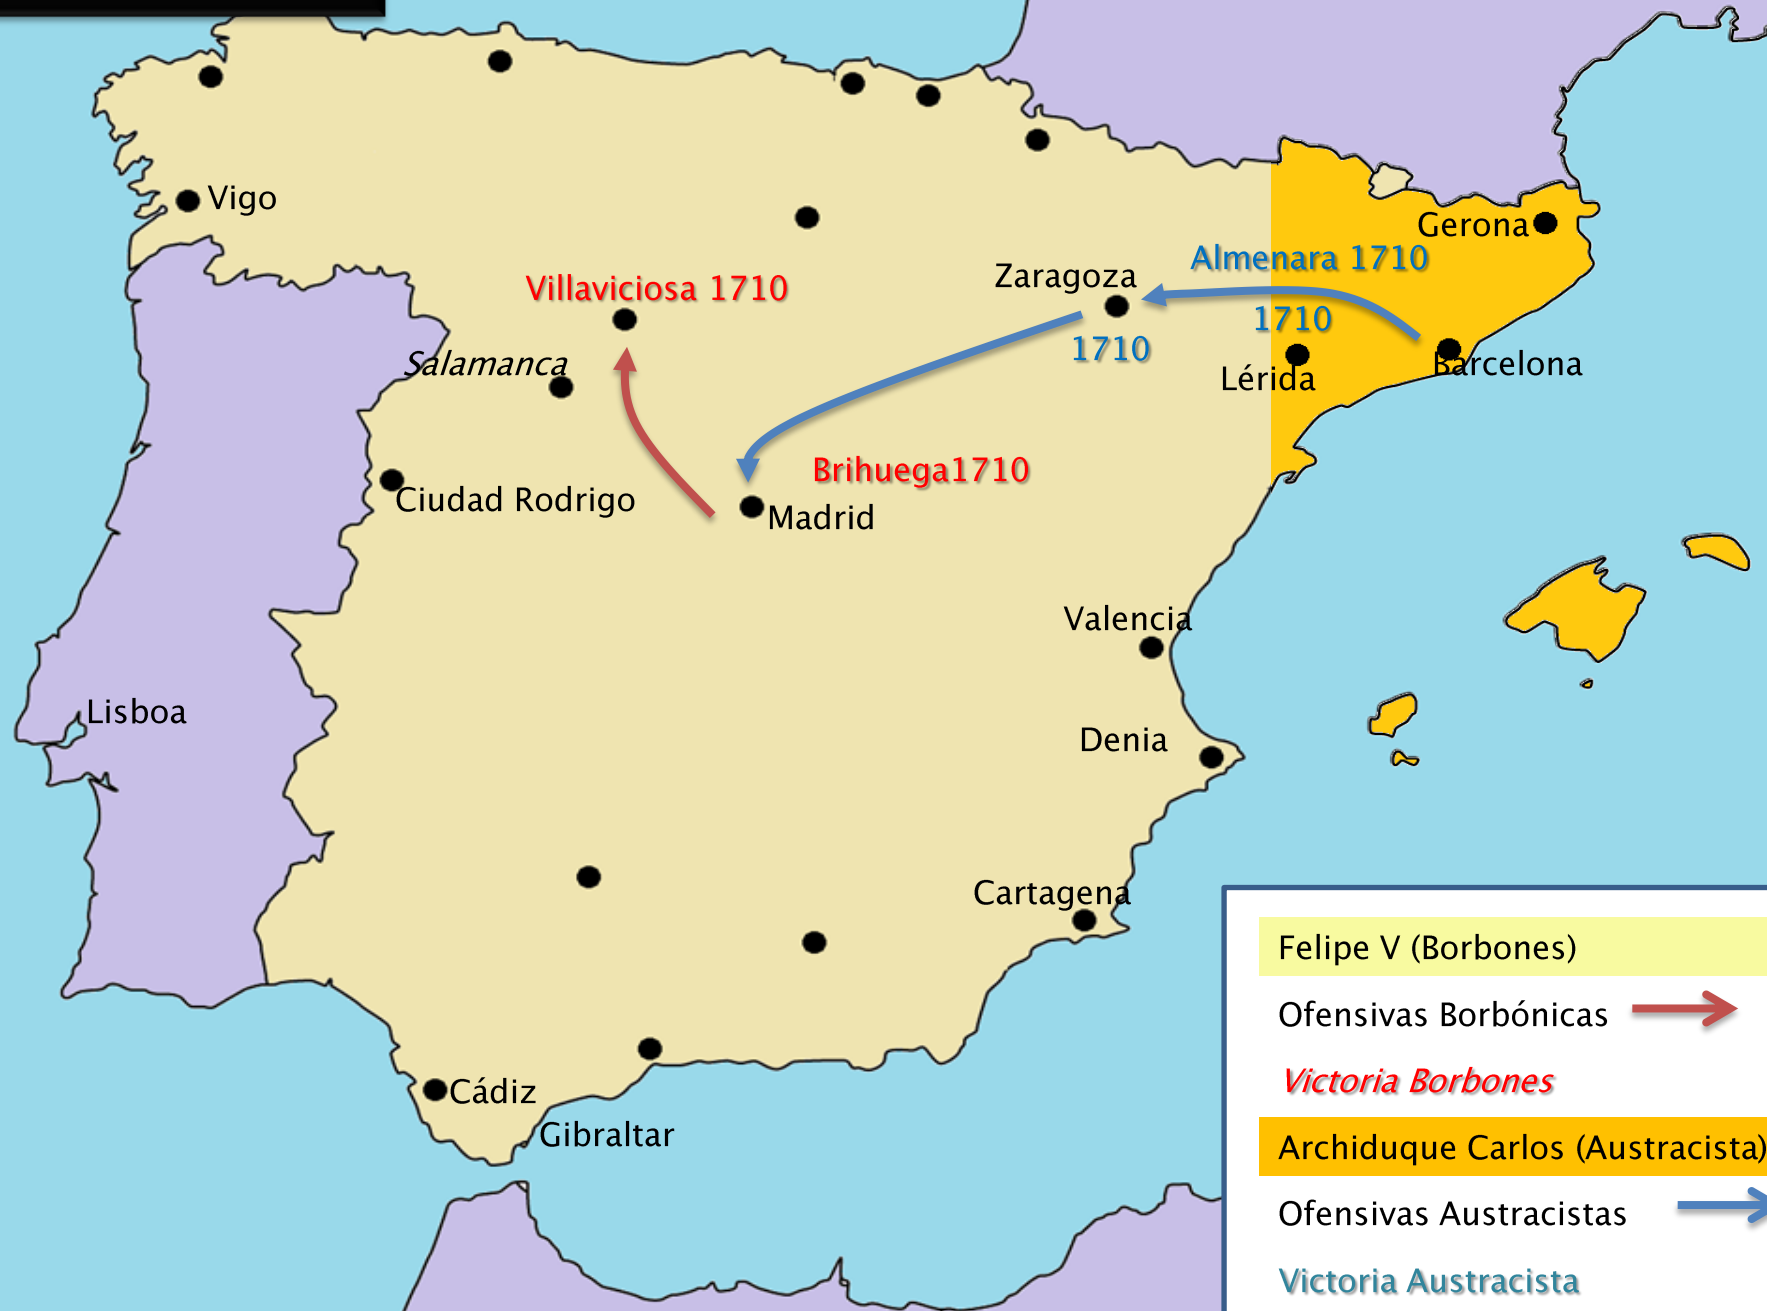 Vigo
Gerona
Almenara 1710
Zaragoza
Villaviciosa 1710
1710
1710
Salamanca
Barcelona
Lérida
Brihuega1710
Ciudad Rodrigo
Madrid
Valencia
Lisboa
Denia
Cartagena
Cádiz
Gibraltar
Felipe V (Borbones)
Ofensivas Borbónicas
Victoria Borbones
Archiduque Carlos (Austracista)
Ofensivas Austracistas
Victoria Austracista